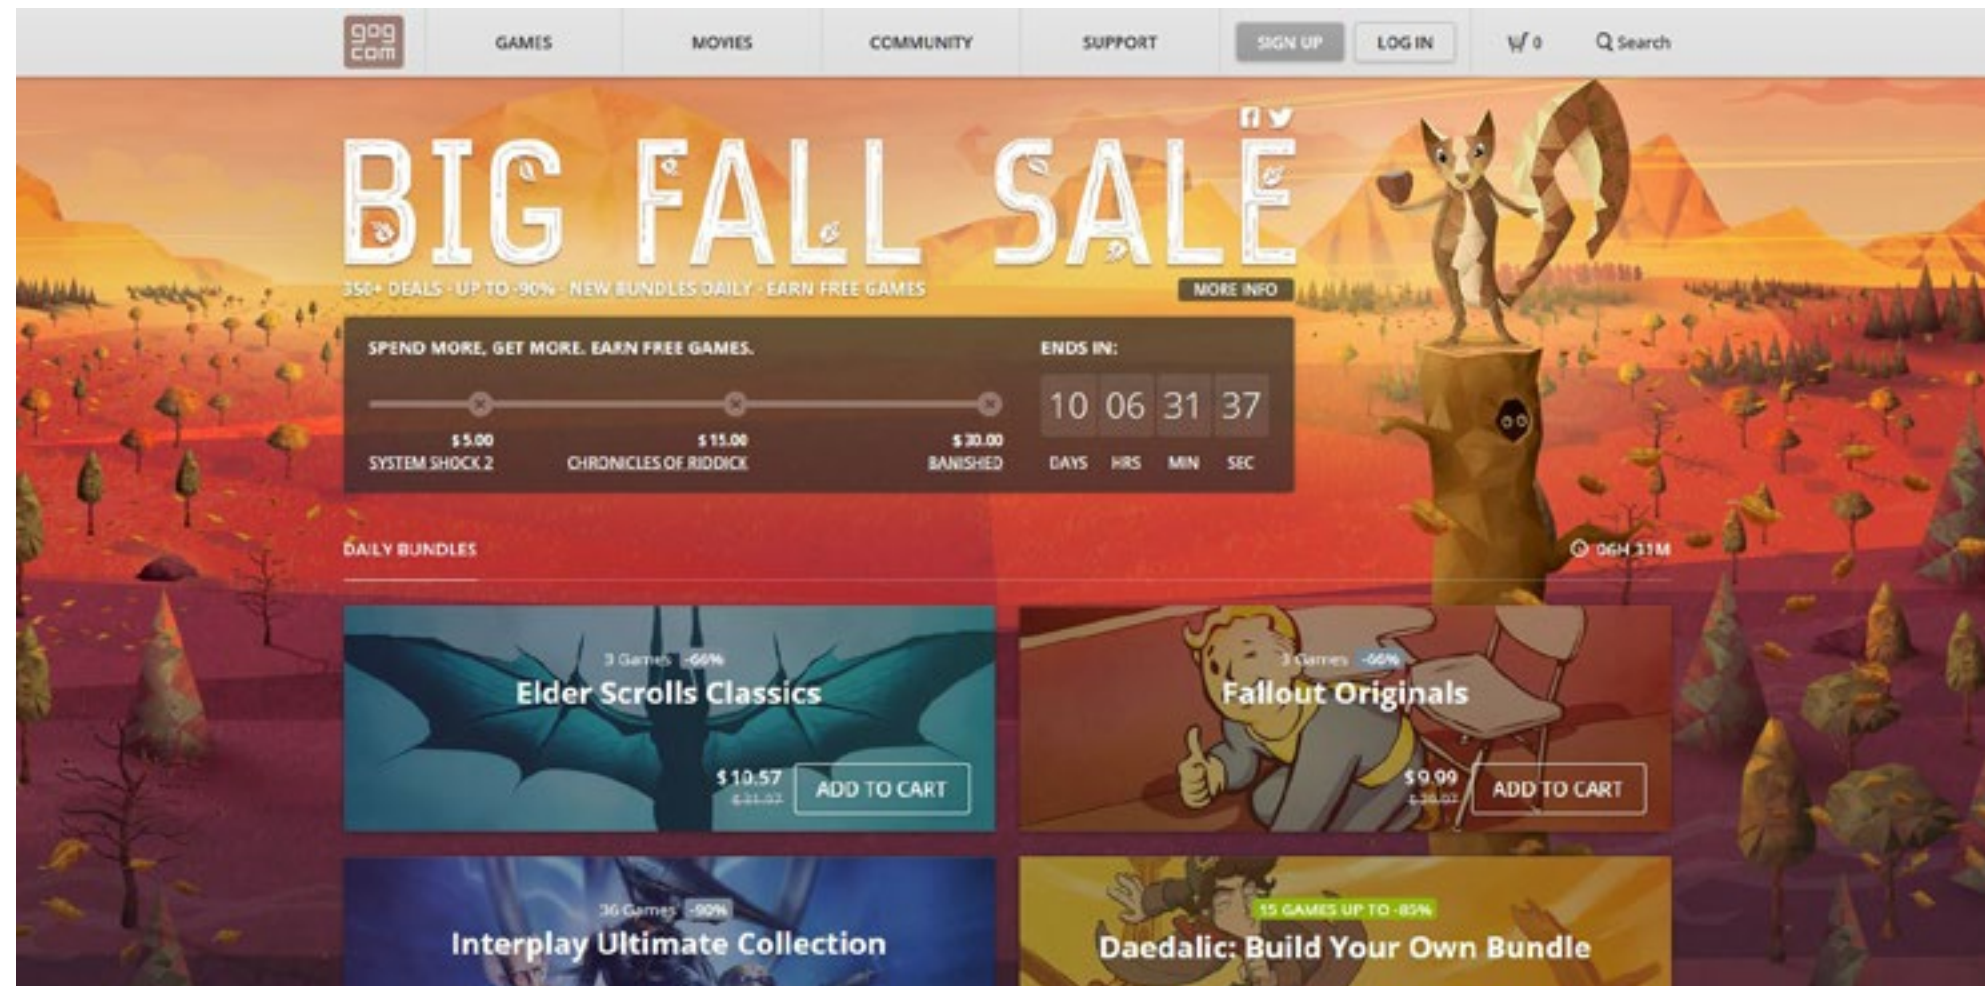 gog
com
GAMES
MOVIES
COMMUNITY
SUPPORT
SIGN UP
LOG IN
0
Search
BIG FALL SALE
350+ DEALS · UP TO -90% · NEW BUNDLES DAILY · EARN FREE GAMES
MORE INFO
SPEND MORE, GET MORE. EARN FREE GAMES.
ENDS IN:
10 06 31 37
DAYS HRS MIN SEC
$ 5.00
SYSTEM SHOCK 2
$ 15.00
CHRONICLES OF RIDDICK
$ 30.00
BANISHED
DAILY BUNDLES
06H 31M
3 Games -66%
Elder Scrolls Classics
$ 10.57
ADD TO CART
3 Games -66%
Fallout Originals
$ 9.99
ADD TO CART
36 Games -90%
Interplay Ultimate Collection
15 GAMES UP TO -85%
Daedalic: Build Your Own Bundle